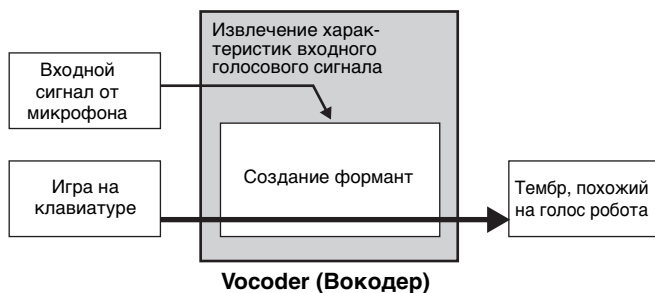 Извлечение харак-
теристик входного
голосового сигнала
Входной
сигнал от
микрофона
Создание формант
Игра на
клавиатуре
Тембр, похожий
на голос робота
Vocoder (Вокодер)